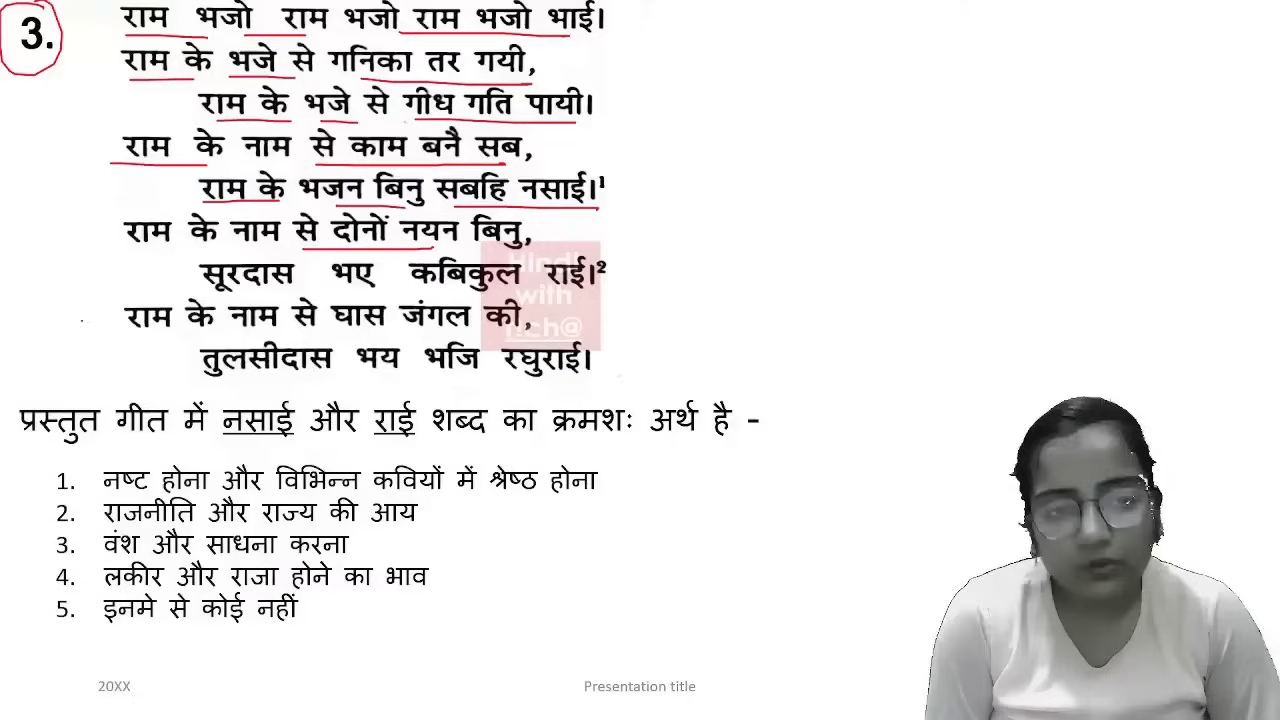 3.
राम भजो राम भजो राम भजो भाई।
राम के भजे से गनिका तर गयी,
राम के भजे से गीध गति पायी।
राम के नाम से काम बनै सब,
राम के भजन बिनु सबहि नसाई।¹
राम के नाम से दोनों नयन बिनु,
सूरदास भए कबिकुल राई।²
राम के नाम से घास जंगल की,
तुलसीदास भय भजि रघुराई।
Hindi
with
प्रस्तुत गीत में नसाई और राई शब्द का क्रमशः अर्थ है -
1. नष्ट होना और विभिन्न कवियों में श्रेष्ठ होना
2. राजनीति और राज्य की आय
3. वंश और साधना करना
4. लकीर और राजा होने का भाव
5. इनमे से कोई नहीं
20XX
Presentation title